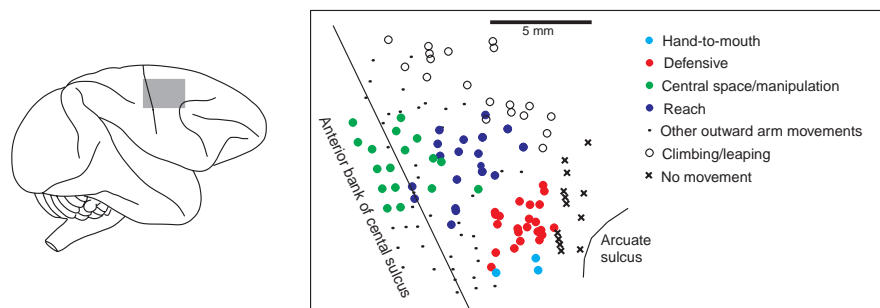 5 mm
Hand-to-mouth
Defensive
Central space/manipulation
Reach
Other outward arm movements
Climbing/leaping
No movement
Anterior bank of cental sulcus
Arcuate
sulcus